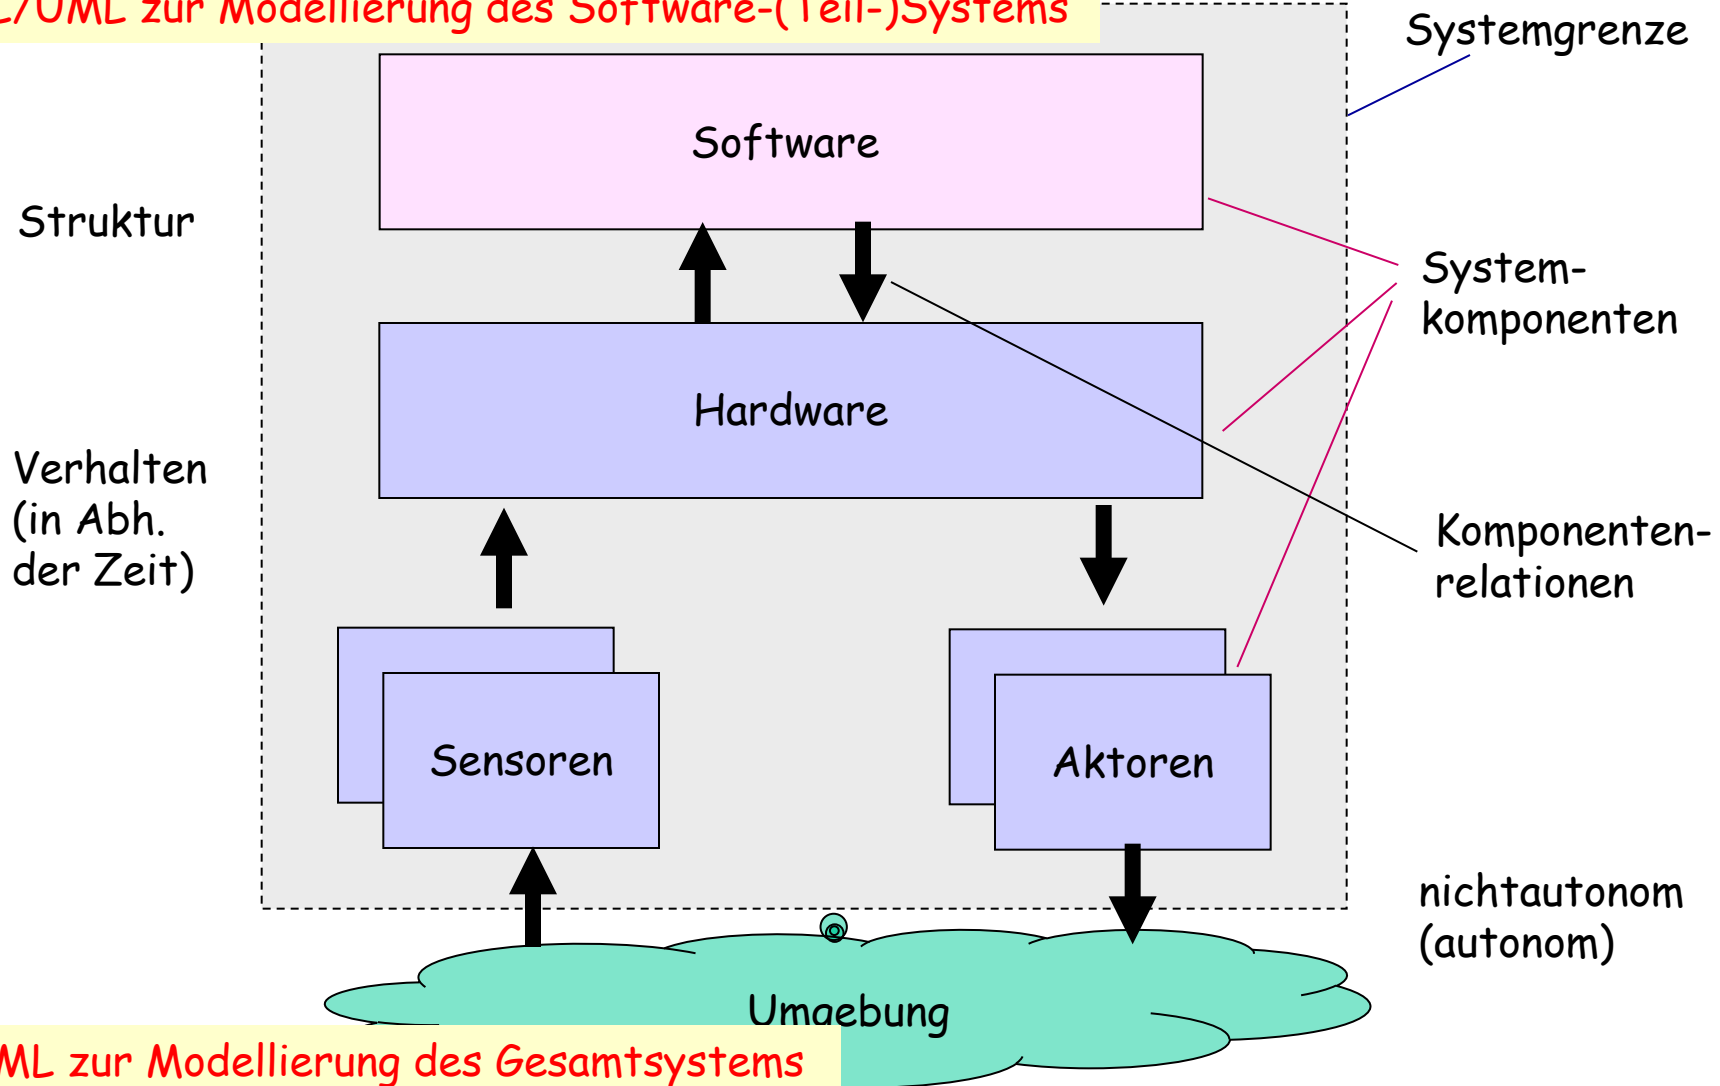 /UML zur Modellierung des Software-(Teil-)Systems
Systemgrenze
Software
Struktur
System-
komponenten
Hardware
Verhalten
(in Abh.
der Zeit)
Komponenten-
relationen
Sensoren
Aktoren
nichtautonom
(autonom)
Umgebung
ML zur Modellierung des Gesamtsystems